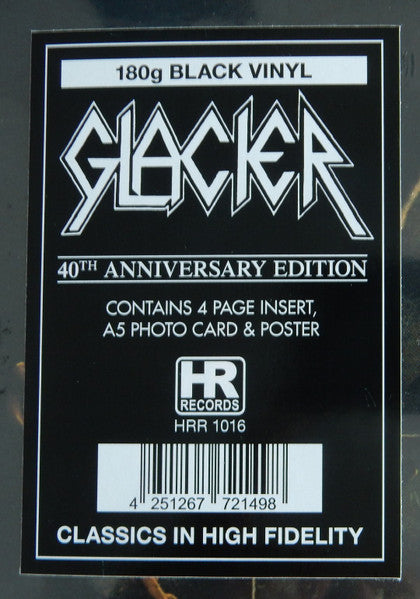 180g BLACK VINYL
GLACIER
40TH ANNIVERSARY EDITION
CONTAINS 4 PAGE INSERT,
A5 PHOTO CARD & POSTER
HR
RECORDS
HRR 1016
4 251267 721498
CLASSICS IN HIGH FIDELITY